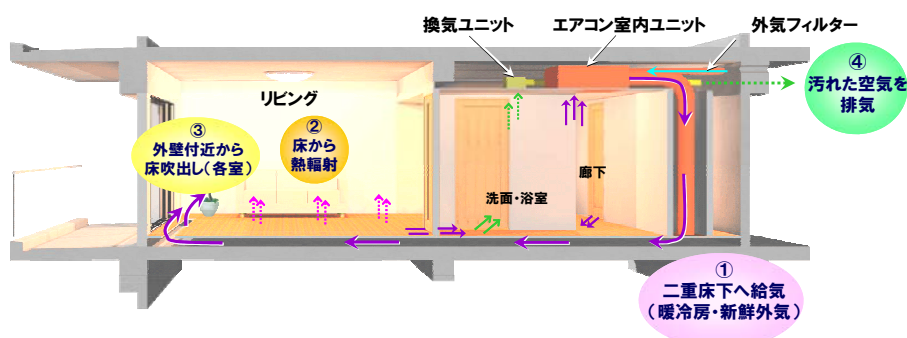 換気ユニット
エアコン室内ユニット
外気フィルター
④
汚れた空気を
排気
リビング
③
外壁付近から
床吹出し(各室)
②
床から
熱輻射
廊下
洗面・浴室
①
二重床下へ給気
(暖冷房・新鮮外気)